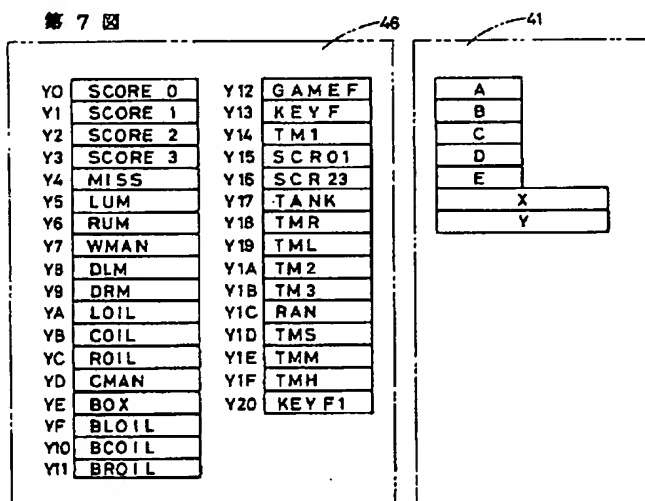 第 7 図
46
41
Y0 SCORE 0
Y1 SCORE 1
Y2 SCORE 2
Y3 SCORE 3
Y4 MISS
Y5 LUM
Y6 RUM
Y7 WMAN
Y8 DLM
Y9 DRM
YA LOIL
YB COIL
YC ROIL
YD CMAN
YE BOX
YF BLOIL
Y10 BCOIL
Y11 BROIL
Y12 GAMEF
Y13 KEYF
Y14 TM1
Y15 SCR01
Y16 SCR23
Y17 TANK
Y18 TMR
Y19 TML
Y1A TM2
Y1B TM3
Y1C RAN
Y1D TMS
Y1E TMM
Y1F TMH
Y20 KEYF1
A
B
C
D
E
X
Y